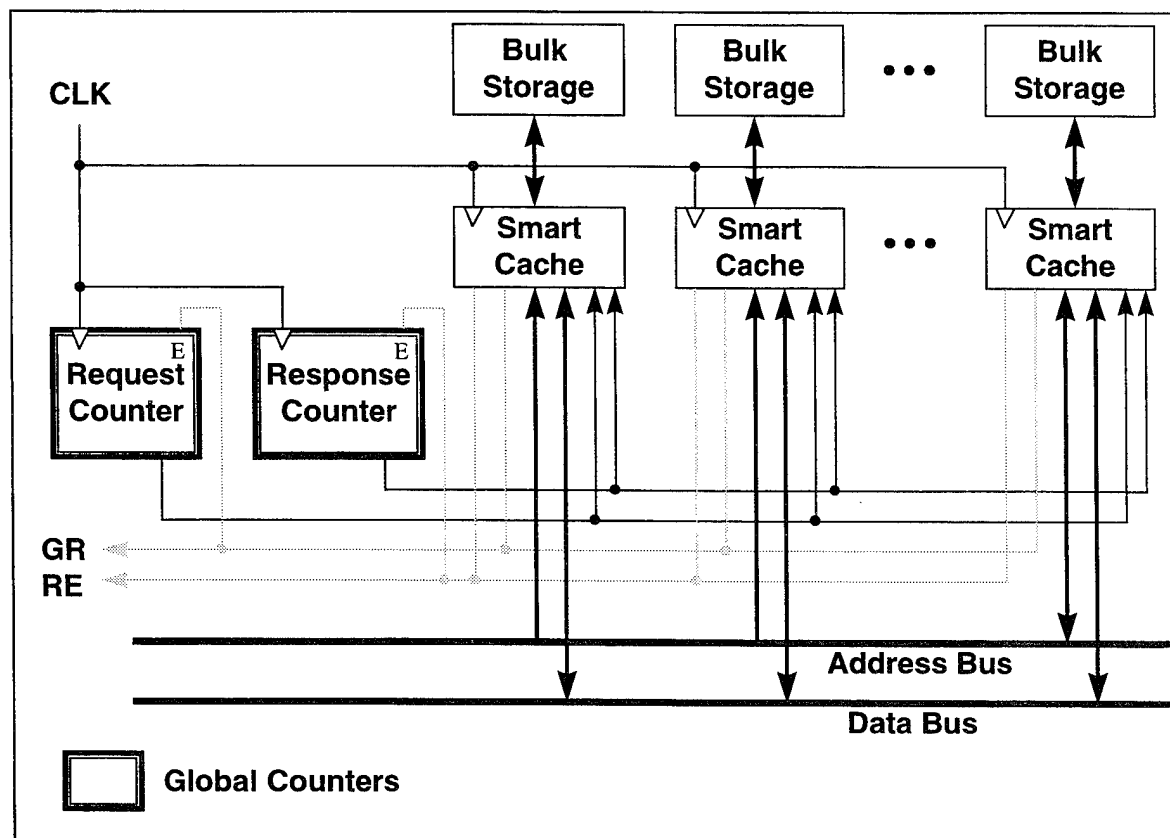 Bulk
Storage
Bulk
Storage
•••
Bulk
Storage
CLK
Smart
Cache
Smart
Cache
•••
Smart
Cache
E
Request
Counter
E
Response
Counter
GR
RE
Address Bus
Data Bus
Global Counters